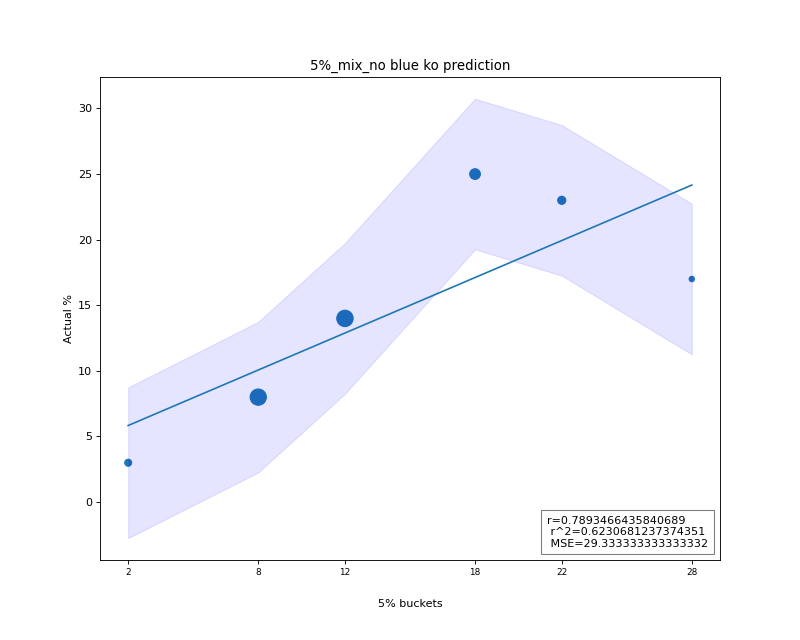 5%_mix_no blue ko prediction
30
25
20
15
10
5
0
Actual %
r=0.7893466435840689
r^2=0.6230681237374351
MSE=29.333333333333332
2 8 12 18 22 28
5% buckets